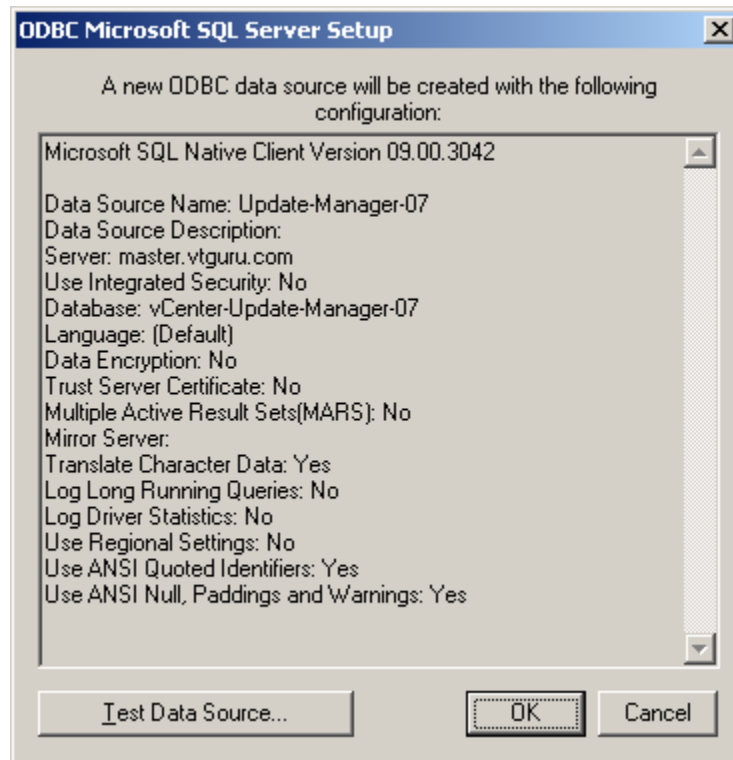 ODBC Microsoft SQL Server Setup
A new ODBC data source will be created with the following
configuration:
Microsoft SQL Native Client Version 09.00.3042
Data Source Name: Update-Manager-07
Data Source Description:
Server: master.vtguru.com
Use Integrated Security: No
Database: vCenter-Update-Manager-07
Language: (Default)
Data Encryption: No
Trust Server Certificate: No
Multiple Active Result Sets(MARS): No
Mirror Server:
Translate Character Data: Yes
Log Long Running Queries: No
Log Driver Statistics: No
Use Regional Settings: No
Use ANSI Quoted Identifiers: Yes
Use ANSI Null, Paddings and Warnings: Yes
Test Data Source... OK Cancel